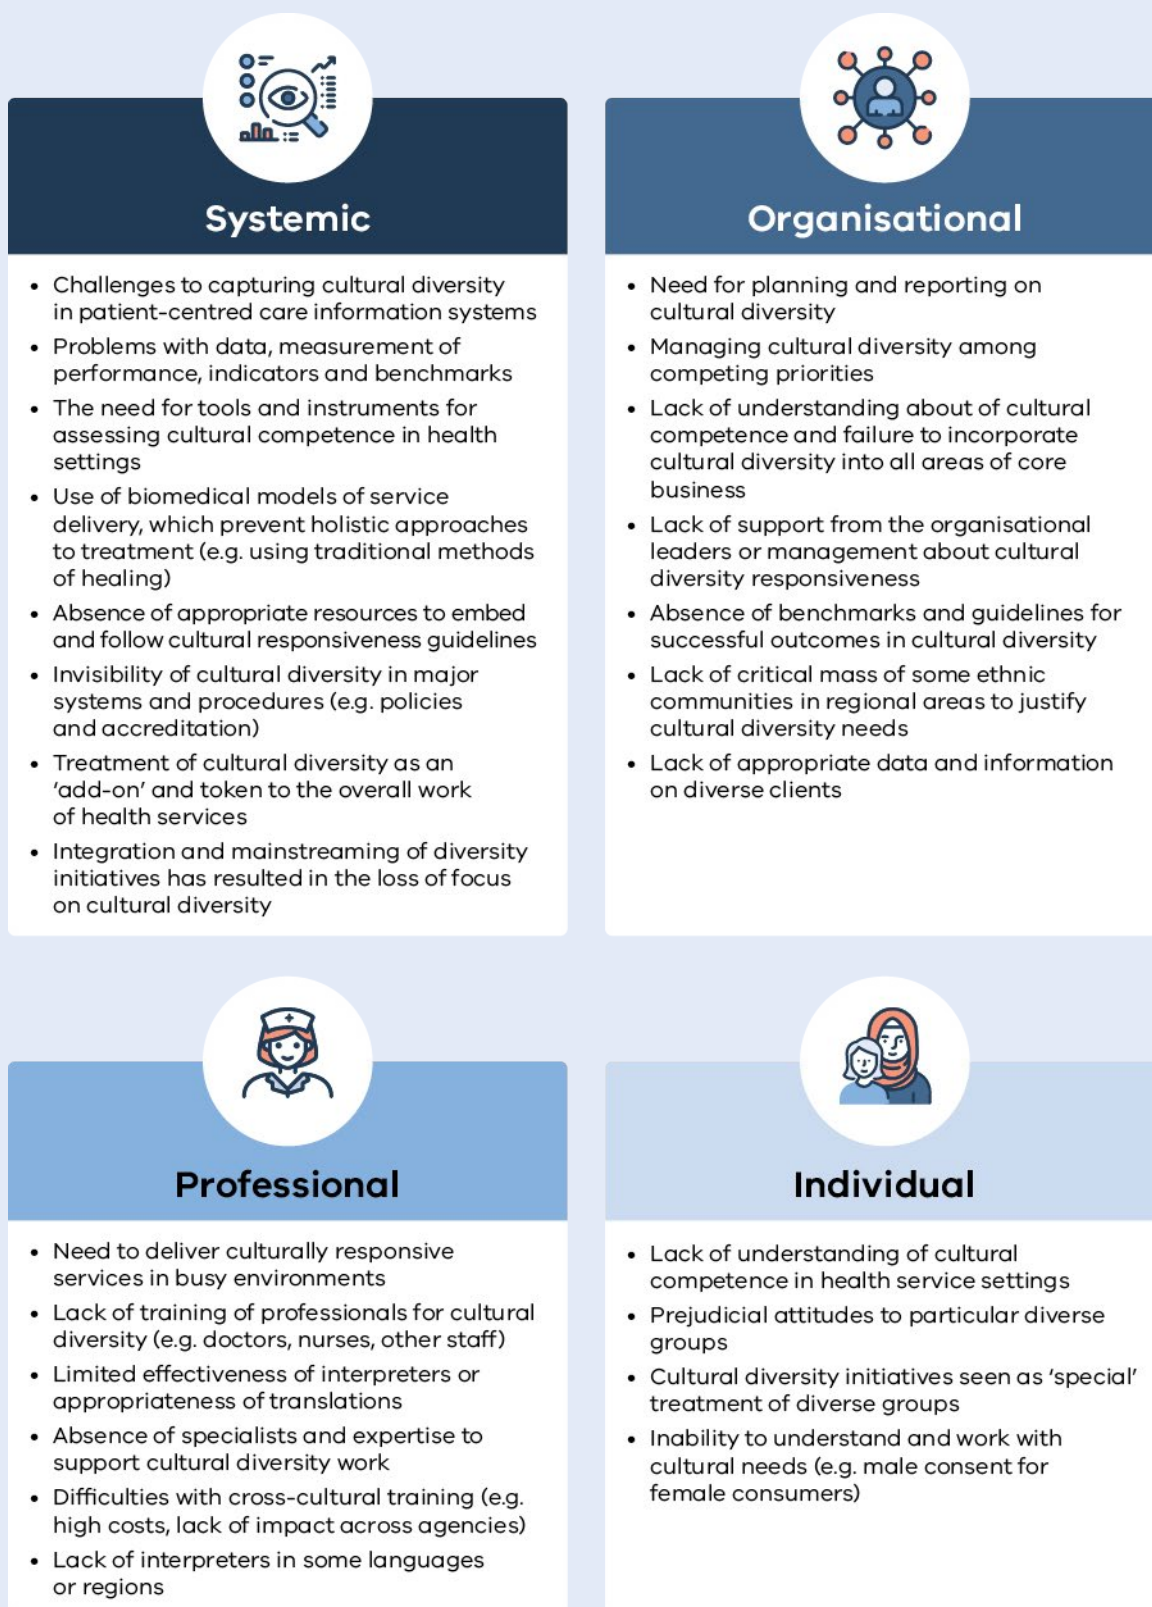 Systemic
• Challenges to capturing cultural diversity
in patient-centred care information systems
• Problems with data, measurement of
performance, indicators and benchmarks
• The need for tools and instruments for
assessing cultural competence in health
settings
• Use of biomedical models of service
delivery, which prevent holistic approaches
to treatment (e.g. using traditional methods
of healing)
• Absence of appropriate resources to embed
and follow cultural responsiveness guidelines
• Invisibility of cultural diversity in major
systems and procedures (e.g. policies
and accreditation)
• Treatment of cultural diversity as an
‘add-on’ and token to the overall work
of health services
• Integration and mainstreaming of diversity
initiatives has resulted in the loss of focus
on cultural diversity
Organisational
• Need for planning and reporting on
cultural diversity
• Managing cultural diversity among
competing priorities
• Lack of understanding about of cultural
competence and failure to incorporate
cultural diversity into all areas of core
business
• Lack of support from the organisational
leaders or management about cultural
diversity responsiveness
• Absence of benchmarks and guidelines for
successful outcomes in cultural diversity
• Lack of critical mass of some ethnic
communities in regional areas to justify
cultural diversity needs
• Lack of appropriate data and information
on diverse clients
Professional
• Need to deliver culturally responsive
services in busy environments
• Lack of training of professionals for cultural
diversity (e.g. doctors, nurses, other staff)
• Limited effectiveness of interpreters or
appropriateness of translations
• Absence of specialists and expertise to
support cultural diversity work
• Difficulties with cross-cultural training (e.g.
high costs, lack of impact across agencies)
• Lack of interpreters in some languages
or regions
Individual
• Lack of understanding of cultural
competence in health service settings
• Prejudicial attitudes to particular diverse
groups
• Cultural diversity initiatives seen as ‘special’
treatment of diverse groups
• Inability to understand and work with
cultural needs (e.g. male consent for
female consumers)